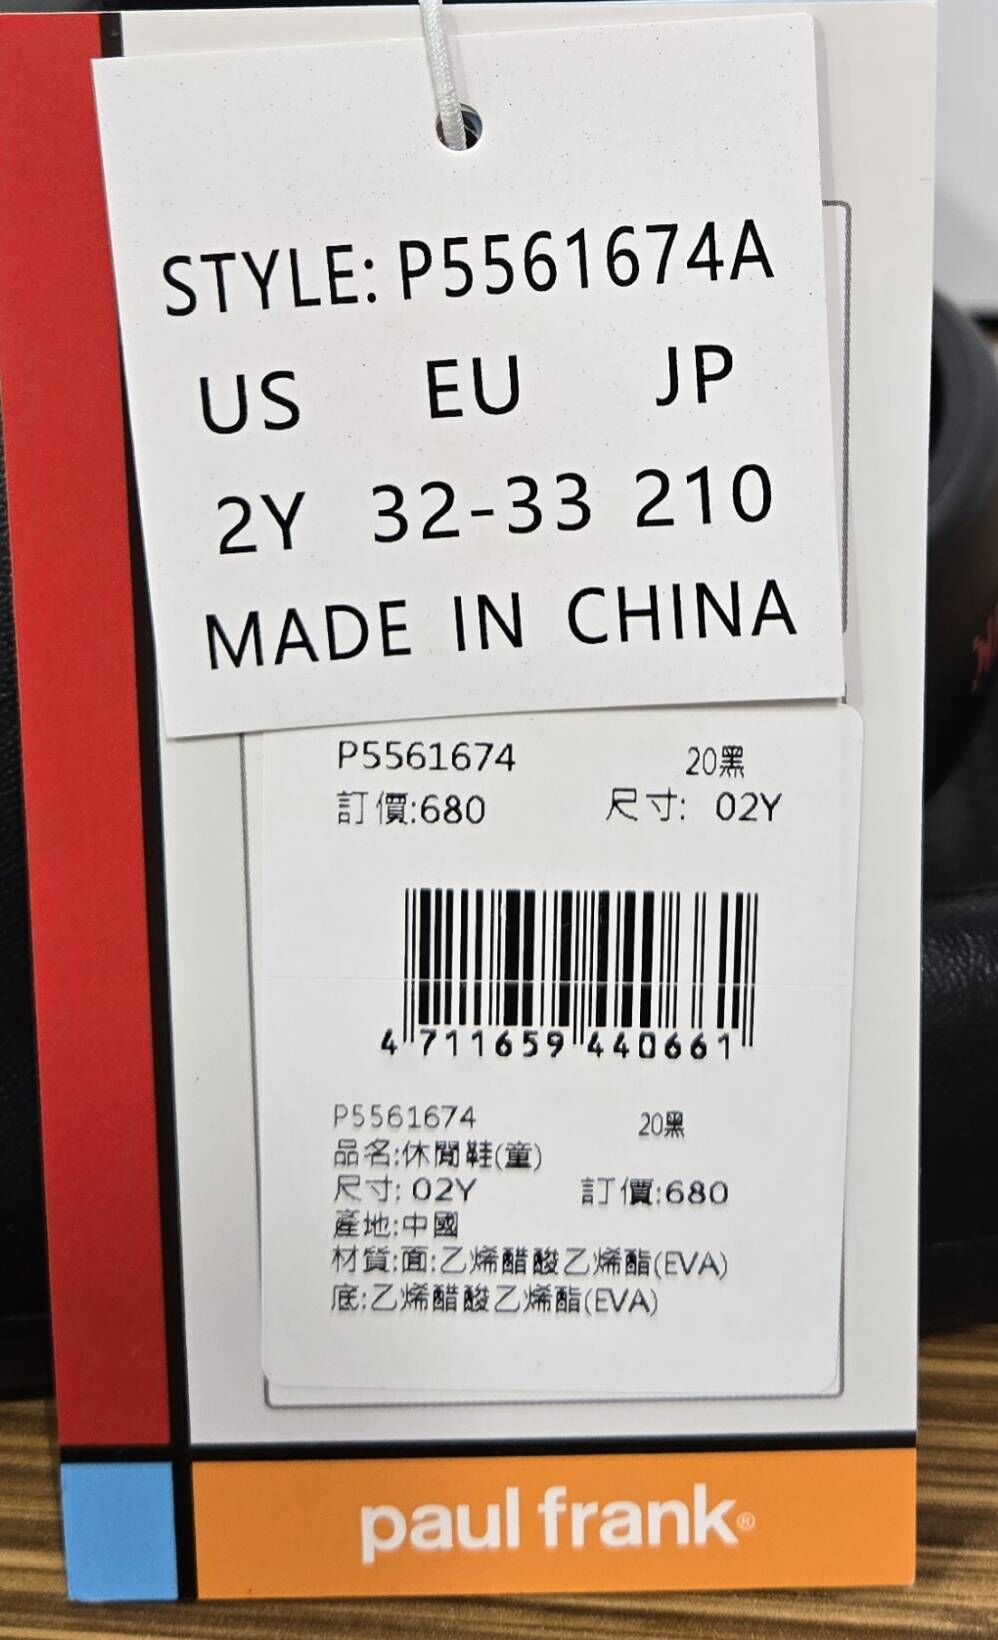 STYLE: P5561674A
US EU JP
2Y 32-33 210
MADE IN CHINA
P5561674 20黑
訂價:680 尺寸: 02Y
4 711659 440661
P5561674 20黑
品名:休閒鞋(童)
尺寸: 02Y 訂價:680
產地:中國
材質:面:乙烯醋酸乙烯酯(EVA)
底:乙烯醋酸乙烯酯(EVA)
paul frank®